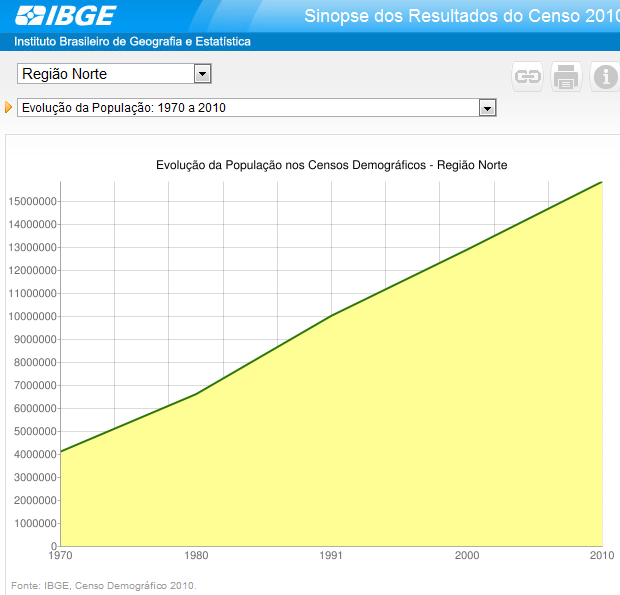 IBGE
Sinopse dos Resultados do Censo 2010
Instituto Brasileiro de Geografia e Estatística
Região Norte
Evolução da População: 1970 a 2010
Evolução da População nos Censos Demográficos - Região Norte
15000000
14000000
13000000
12000000
11000000
10000000
9000000
8000000
7000000
6000000
5000000
4000000
3000000
2000000
1000000
0
1970 1980 1991 2000 2010
Fonte: IBGE, Censo Demográfico 2010.